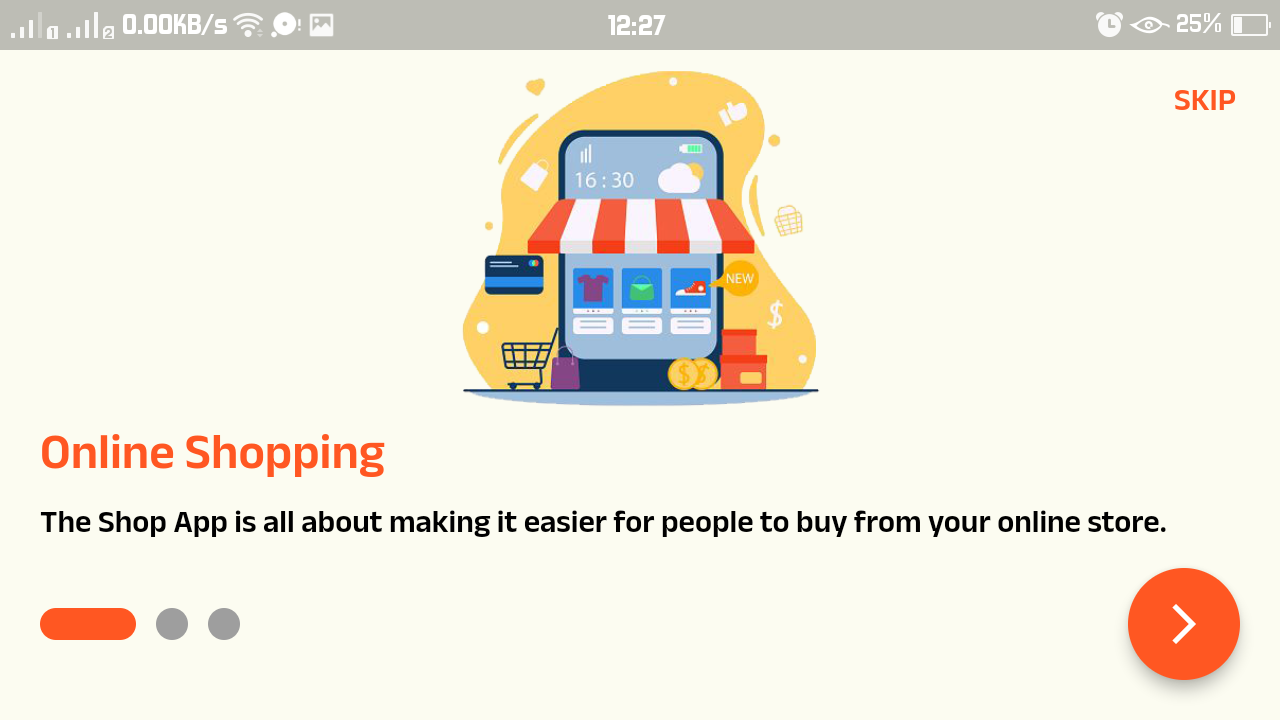 1 2 0.00KB/s 12:27 25%
SKIP
16:30
NEW
$
$ $
Online Shopping
The Shop App is all about making it easier for people to buy from your online store.